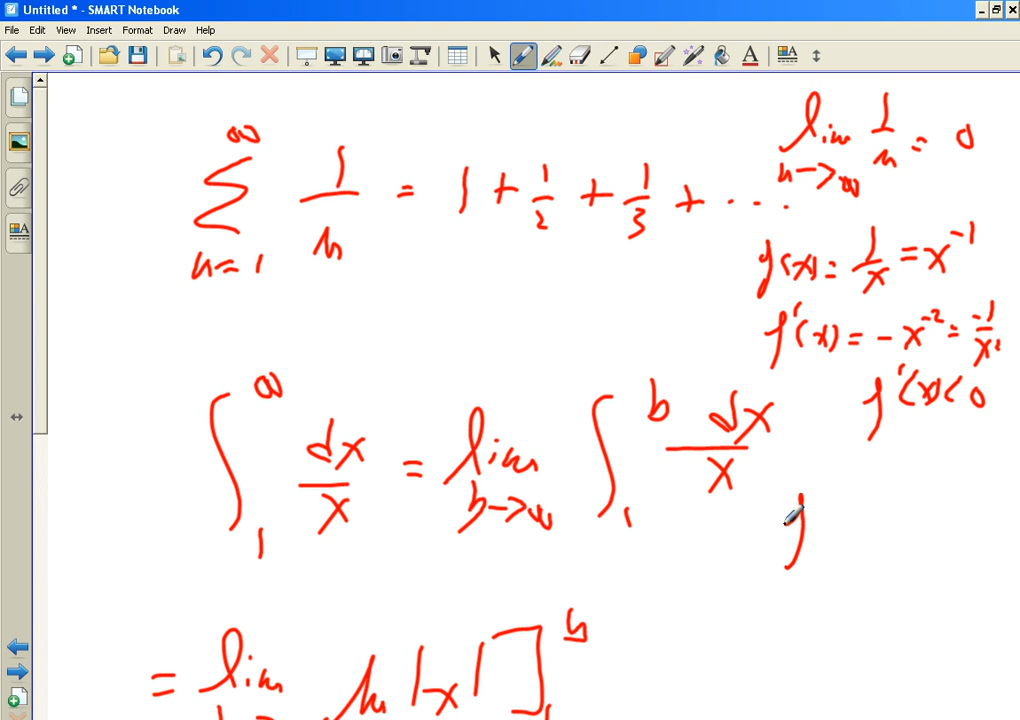 Untitled * - SMART Notebook
File Edit View Insert Format Draw Help
A
lim n->∞ 1/n = 0
∑ n=1 ∞ 1/n = 1 + 1/2 + 1/3 + ....
f(x) = 1/x = x^-1
f'(x) = - x^-2 = -1/x²
f'(x) < 0
∫ 1 ∞ dx/x = lim b->∞ ∫ 1 b dx/x
= lim ln |x| ] 1 b